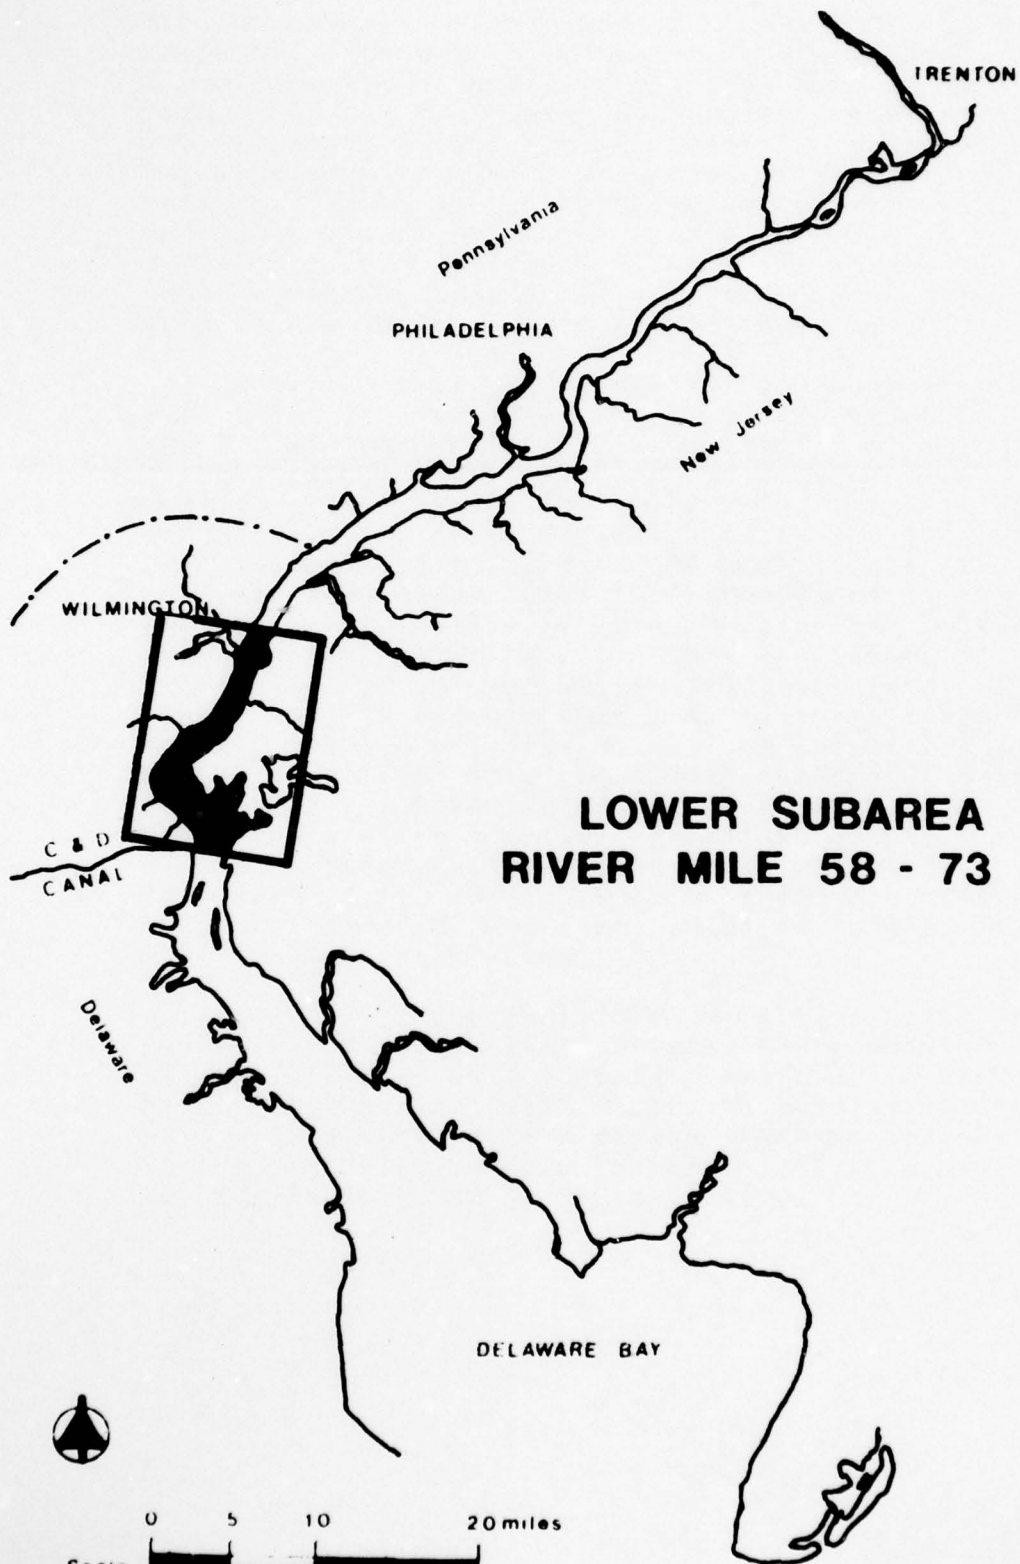 TRENTON
Pennsylvania
PHILADELPHIA
New Jersey
WILMINGTON
LOWER SUBAREA
RIVER MILE 58 - 73
C & D
CANAL
Delaware
DELAWARE BAY
0 5 10 20 miles
Scale